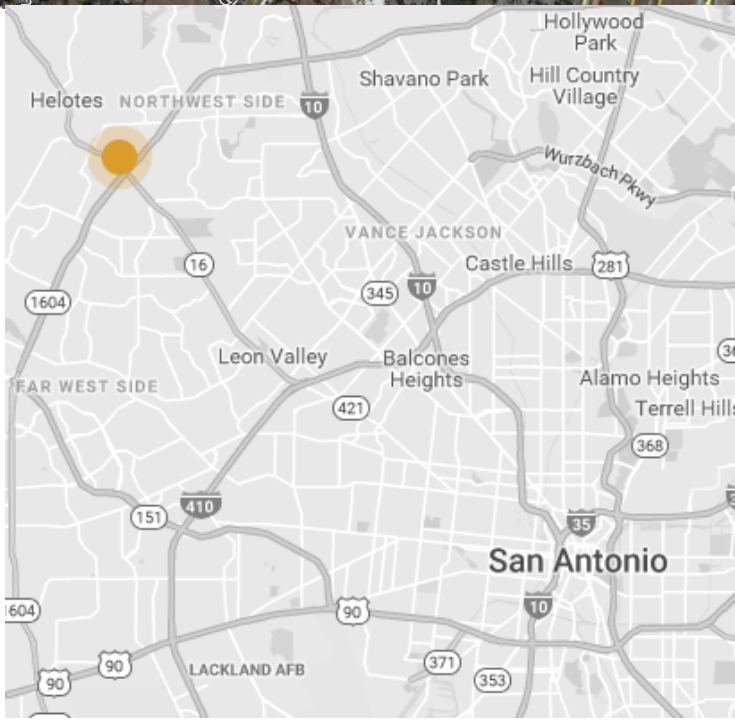 Hollywood
Park
Helotes
NORTHWEST SIDE
Shavano Park
Hill Country
Village
10
Wurzbach Pkwy
VANCE JACKSON
16
Castle Hills
281
1604
345
10
Leon Valley
Balcones
Heights
FAR WEST SIDE
Alamo Heights
421
Terrell Hills
368
410
151
35
San Antonio
10
604
90
90
LACKLAND AFB
371
353
90